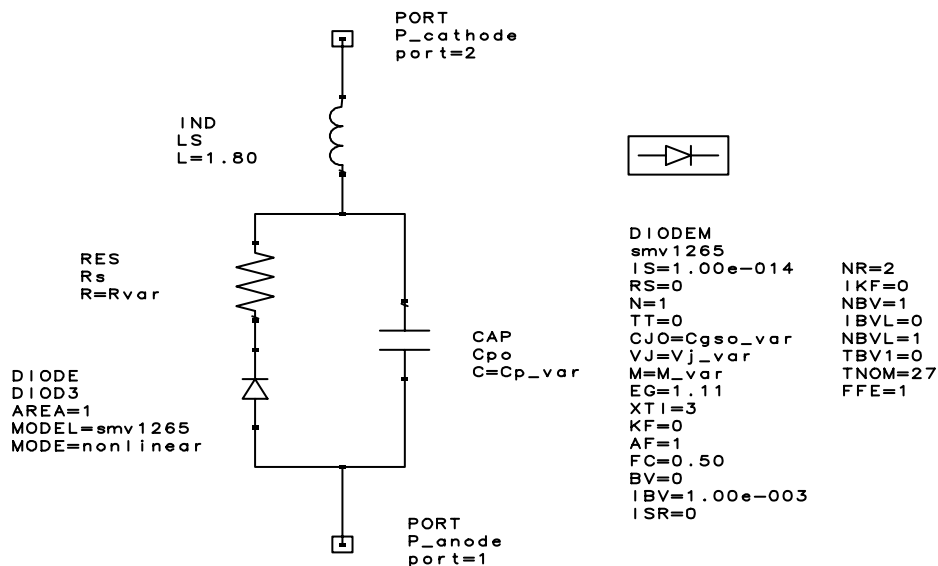 PORT
P_cathode
port=2
IND
LS
L=1.80
RES
Rs
R=Rvar
CAP
Cpo
C=Cp_var
DIODE
DIOD3
AREA=1
MODEL=smv1265
MODE=nonlinear
PORT
P_anode
port=1
DIODEM
smv1265
IS=1.00e-014
RS=0
N=1
TT=0
CJO=Cgso_var
VJ=Vj_var
M=M_var
EG=1.11
XTI=3
KF=0
AF=1
FC=0.50
BV=0
IBV=1.00e-003
ISR=0
NR=2
IKF=0
NBV=1
IBVL=0
NBVL=1
TBV1=0
TNOM=27
FFE=1